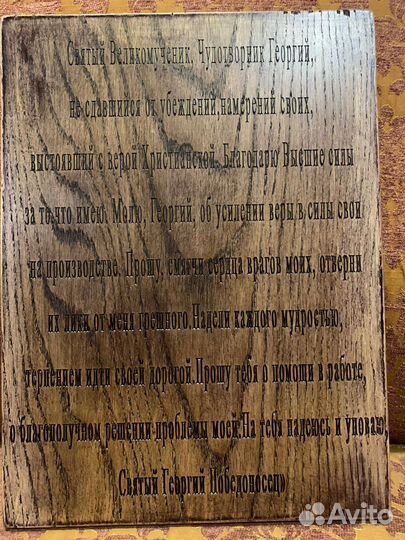 Святый Великомученик, Чудотворник Георгий,
не сдавшийся от убеждений,намерений своих,
выстоявший с верой Христианской. Благодарю Высшие силы
за то,что имею. Молю, Георгий, об усилении веры в силы свои
на производстве. Прошу, смягчи сердца врагов моих, отверни
их лики от меня грешного.Надели каждого мудростью,
терпением идти своей дорогой.Прошу тебя о помощи в работе,
о благополучном решении проблемы моей.На тебя надеюсь и уповаю,
Святый Георгий Победоносец»
Avito